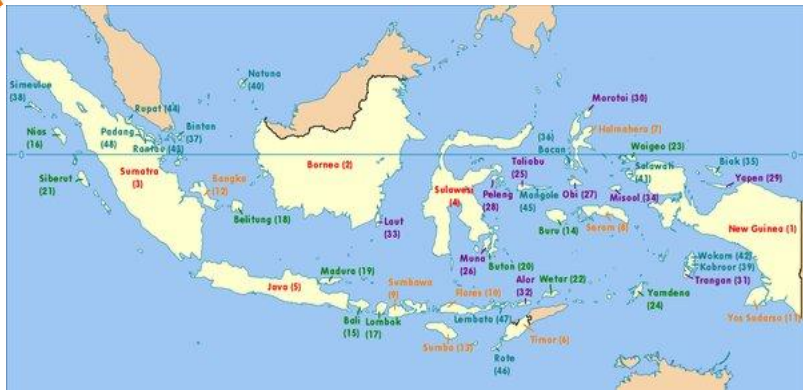 Simeulue
(38)
Nias
(16)
Siberut
(21)
Rupat (44)
Padang
(48)
Bintan
(37)
Sumatra
(3)
Bangka
(12)
Belitung (18)
Natuna
(40)
Borneo (2)
Laut
(33)
Java (5)
Madura (19)
Bali
(15)
Lombok
(17)
Sumbawa
(9)
Sumba (13)
Flores (10)
Lembata (47)
Alor
(32)
Wetar (22)
Timor (6)
Rote
(46)
Sulawesi
(4)
Muna
(26)
Buton (20)
Peleng
(28)
Taliabu
(25)
Mangole
(45)
(36)
Bacan
Morotai (30)
Halmahera (7)
Obi (27)
Buru (14)
Seram (8)
Waigeo (23)
Salawati
(41)
Misool (34)
Biak (35)
Yapen (29)
New Guinea (1)
Wokam (42)
Kobroor (39)
Trangan (31)
Yamdena
(24)
Yos Sudarso (11)